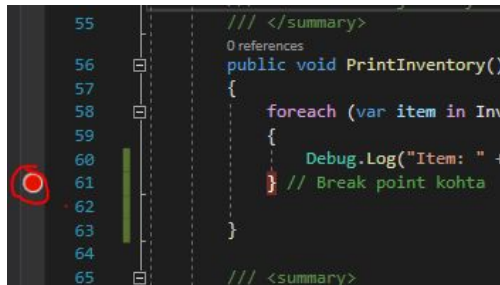 55 /// </summary>
0 references
56 public void PrintInventory()
57 {
58 foreach (var item in Inv
59 {
60 Debug.Log("Item: " +
61 } // Break point kohta
62
63 }
64
65 /// <summary>